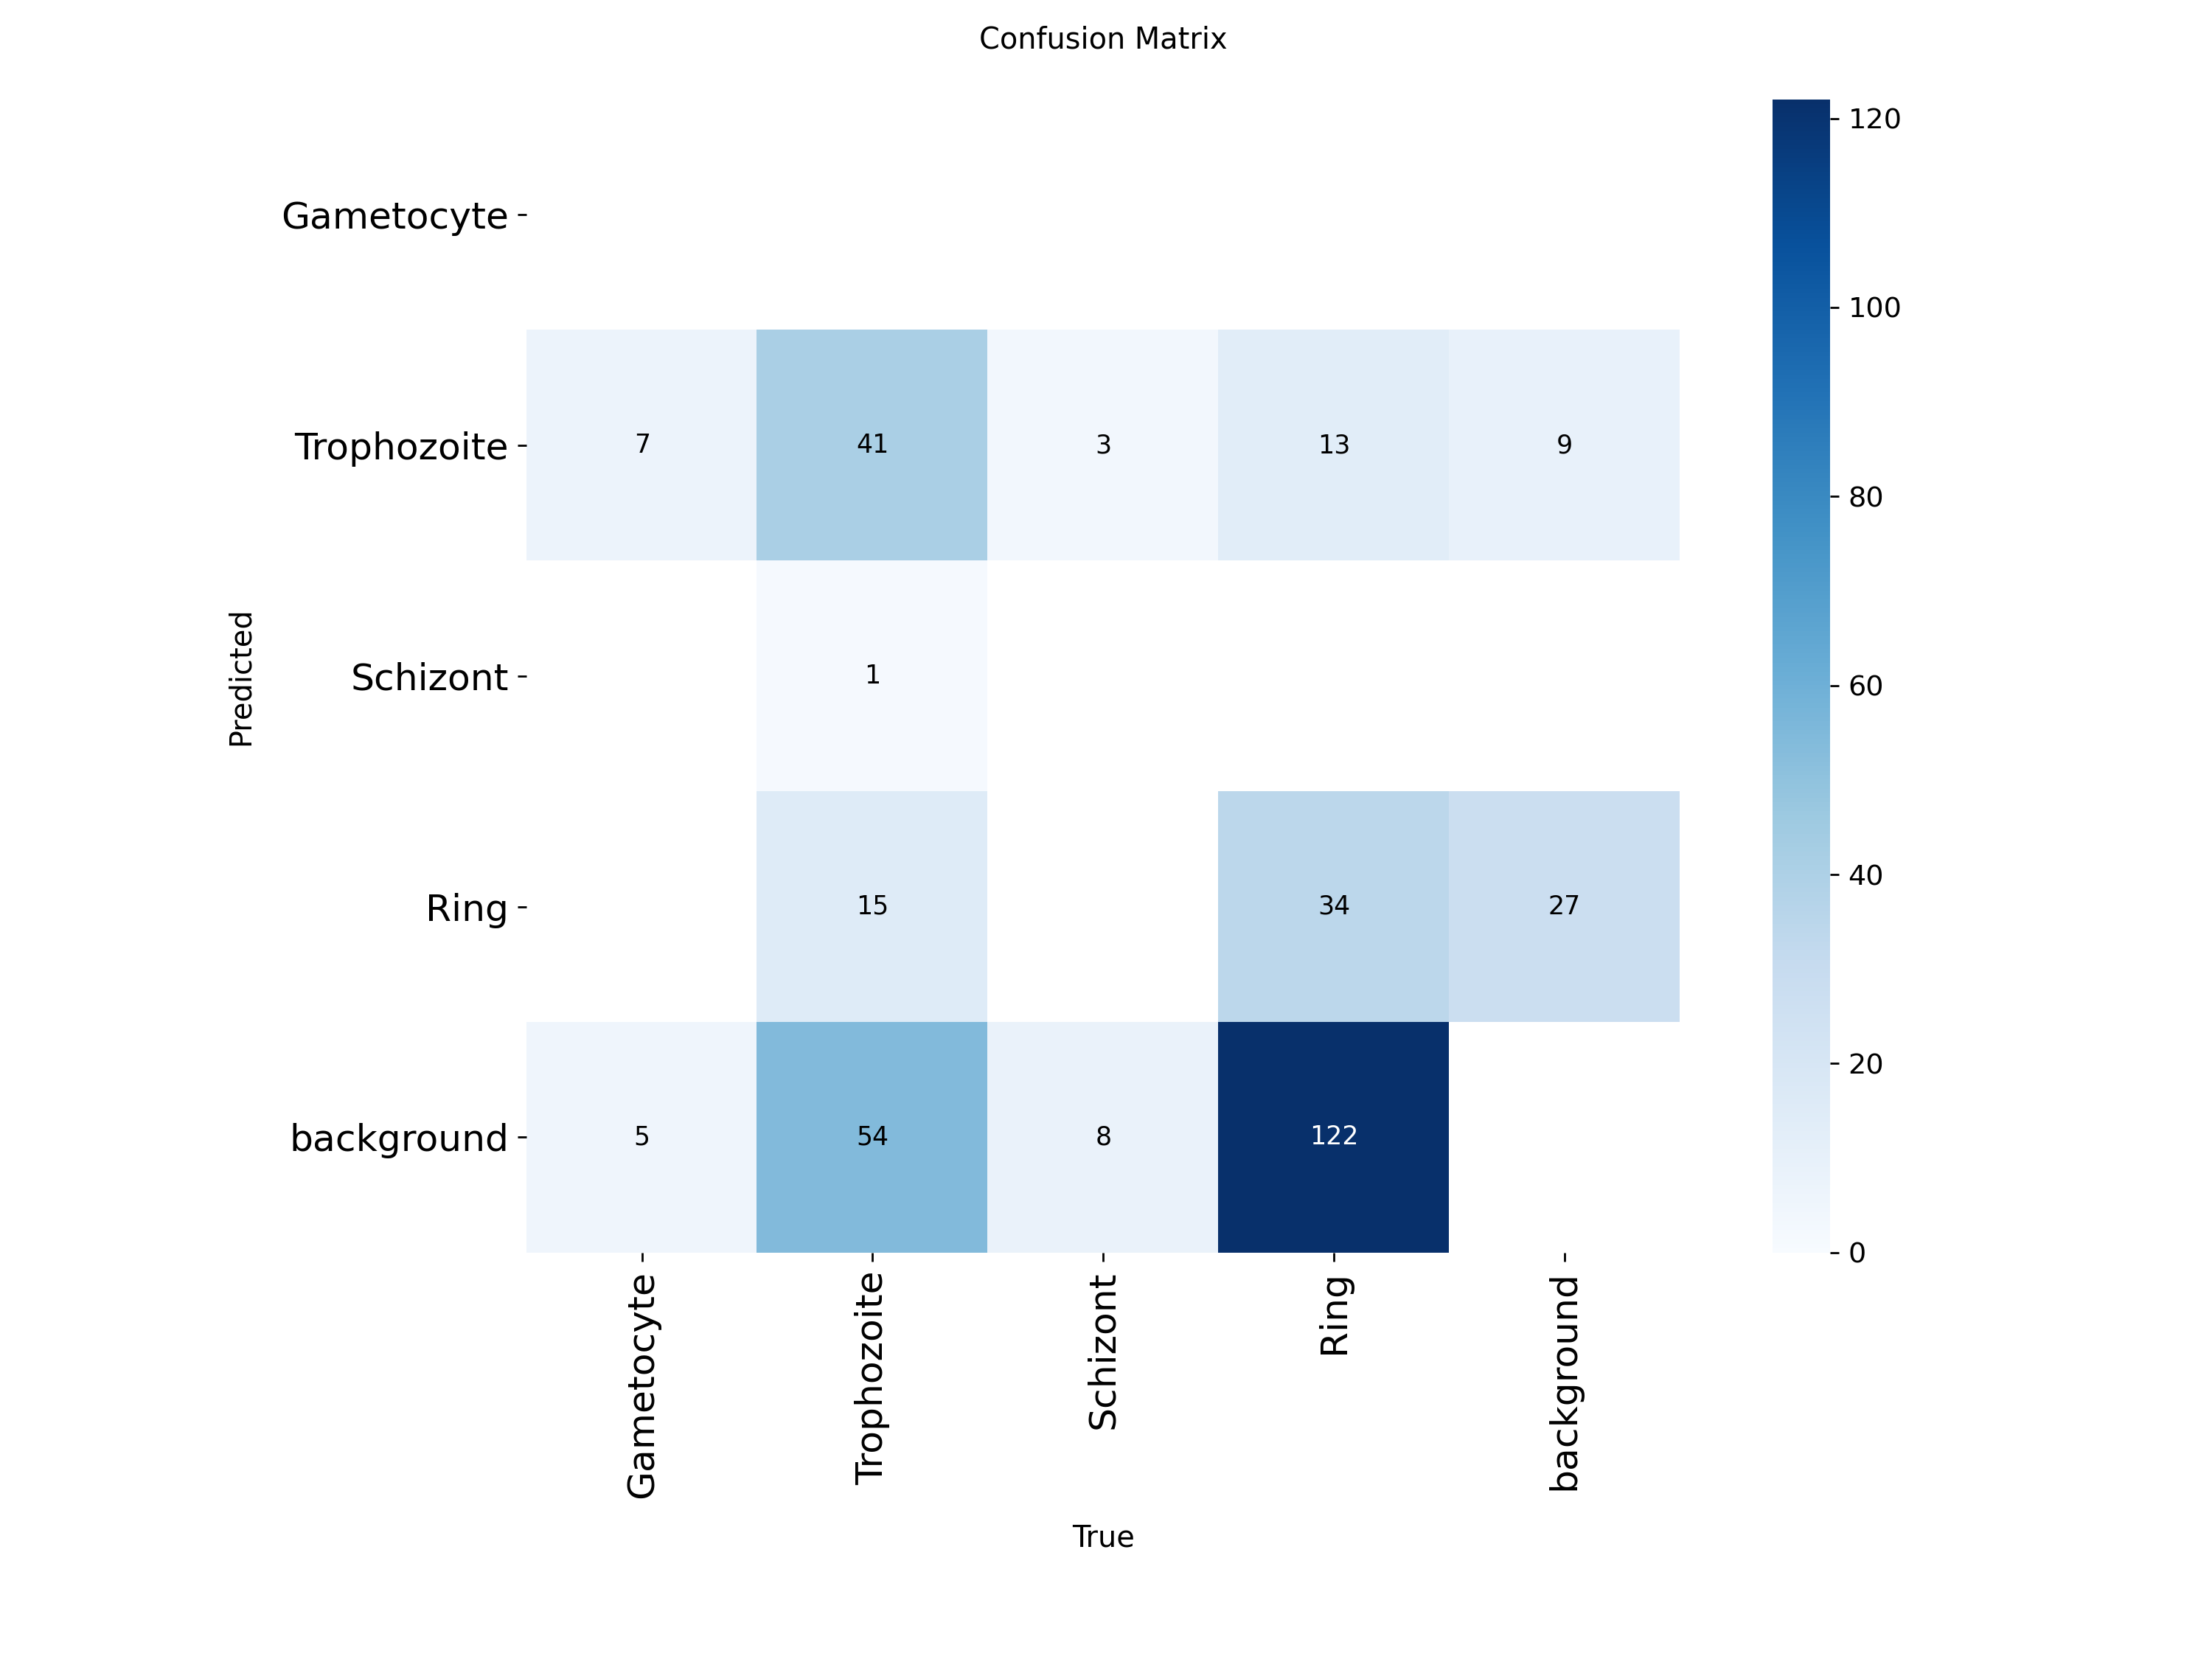 Confusion Matrix
Gametocyte
Trophozoite 7 41 3 13 9
Schizont 1
Ring 15 34 27
background 5 54 8 122
Predicted
Gametocyte Trophozoite Schizont Ring background
True
120
100
80
60
40
20
0